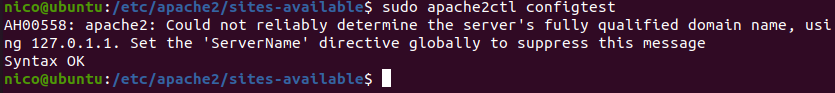 nico@ubuntu:/etc/apache2/sites-available$ sudo apache2ctl configtest
AH00558: apache2: Could not reliably determine the server's fully qualified domain name, usi
ng 127.0.1.1. Set the 'ServerName' directive globally to suppress this message
Syntax OK
nico@ubuntu:/etc/apache2/sites-available$